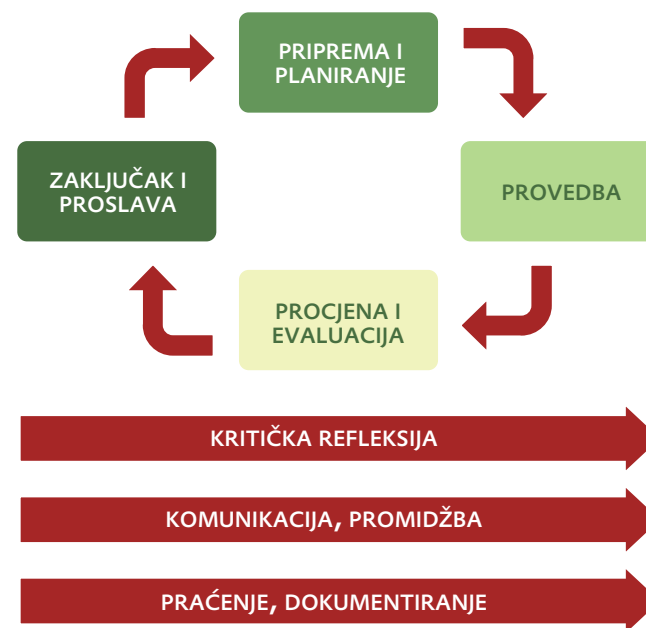 PRIPREMA I
PLANIRANJE
ZAKLJUČAK I
PROSLAVA
PROVEDBA
PROCJENA I
EVALUACIJA
KRITIČKA REFLEKSIJA
KOMUNIKACIJA, PROMIDŽBA
PRAĆENJE, DOKUMENTIRANJE